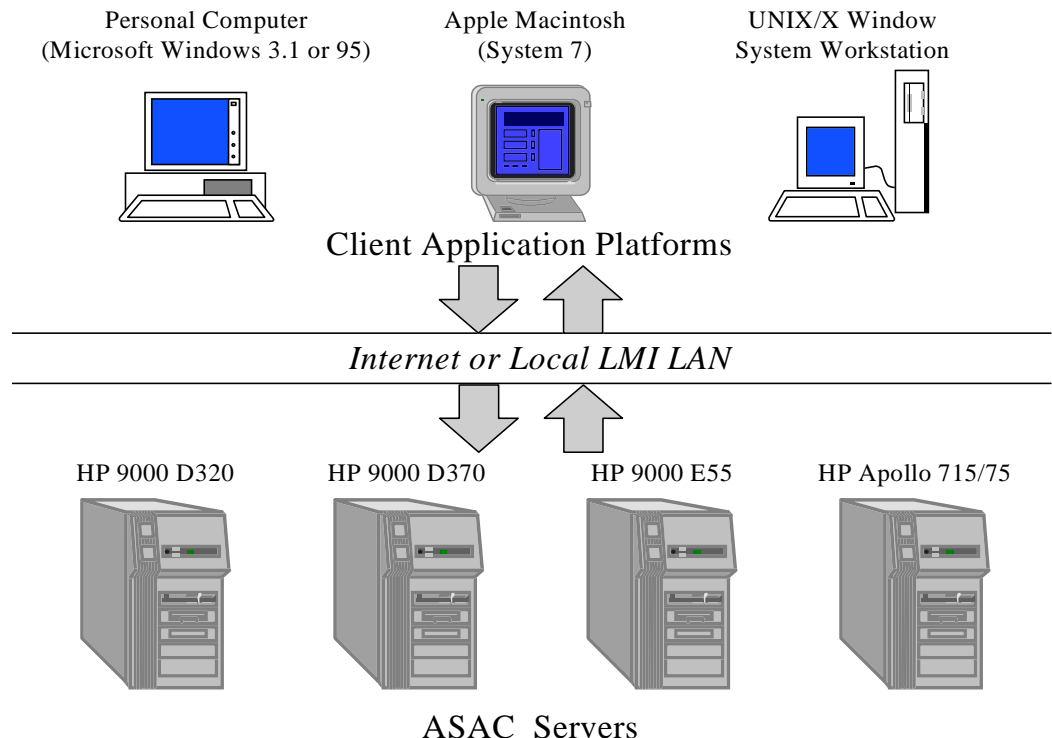 Personal Computer
(Microsoft Windows 3.1 or 95)
Apple Macintosh
(System 7)
UNIX/X Window
System Workstation
Client Application Platforms
Internet or Local LMI LAN
HP 9000 D320
HP 9000 D370
HP 9000 E55
HP Apollo 715/75
ASAC Servers